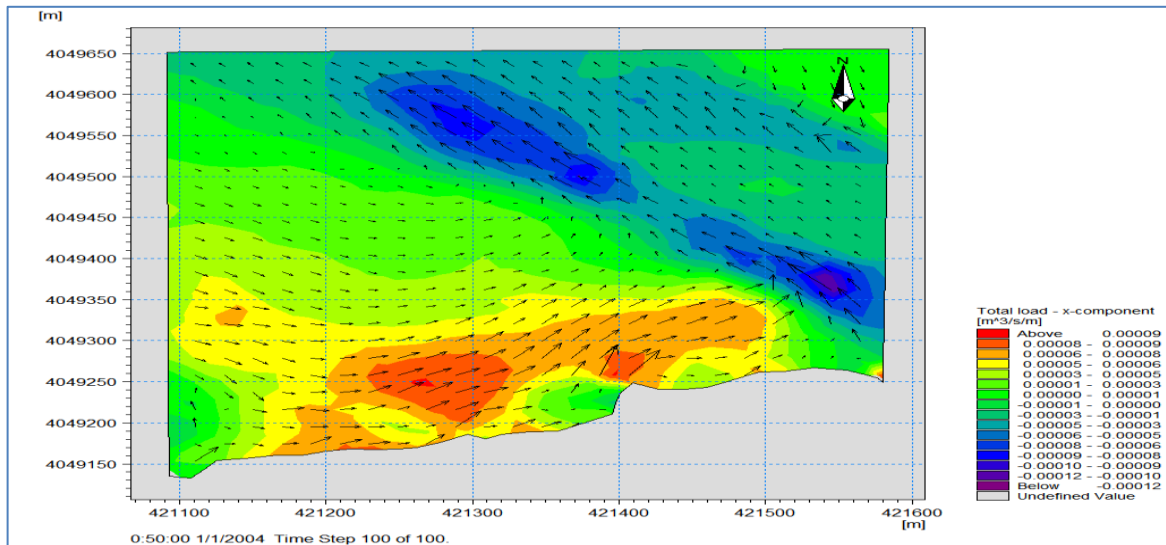 [m]
4049650
4049600
4049550
4049500
4049450
4049400
4049350
4049300
4049250
4049200
4049150
421100 421200 421300 421400 421500 421600
[m]
0:50:00 1/1/2004 Time Step 100 of 100.
N
Total load - x-component
[m^3/s/m]
Above 0.00009
0.00008 - 0.00009
0.00006 - 0.00008
0.00005 - 0.00006
0.00003 - 0.00005
0.00001 - 0.00003
0.00000 - 0.00001
-0.00001 - 0.00000
-0.00003 - -0.00001
-0.00005 - -0.00003
-0.00006 - -0.00005
-0.00008 - -0.00006
-0.00009 - -0.00008
-0.00010 - -0.00009
-0.00012 - -0.00010
Below -0.00012
Undefined Value